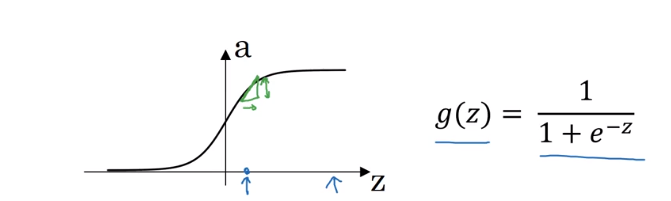 a
g(z) = 1 / (1 + e^{-z})
z